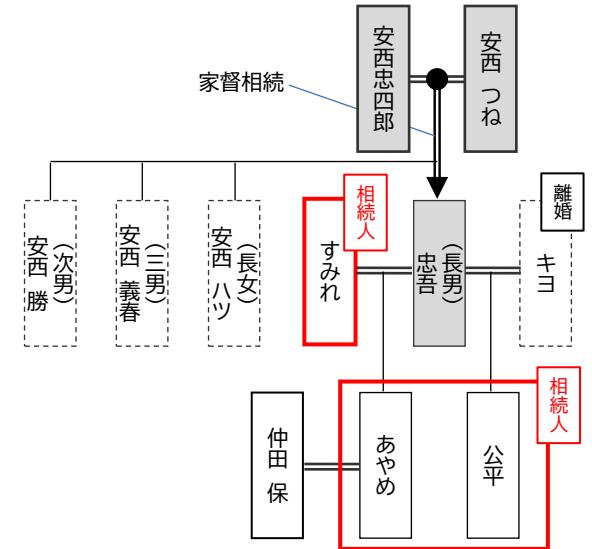 安西忠四郎
安西 つね
家督相続
離婚
相続人
(次男)
安西 勝
(三男)
安西 義春
(長女)
安西 ハツ
すみれ
(長男)
忠吾
キヨ
相続人
仲田 保
あやめ
公平